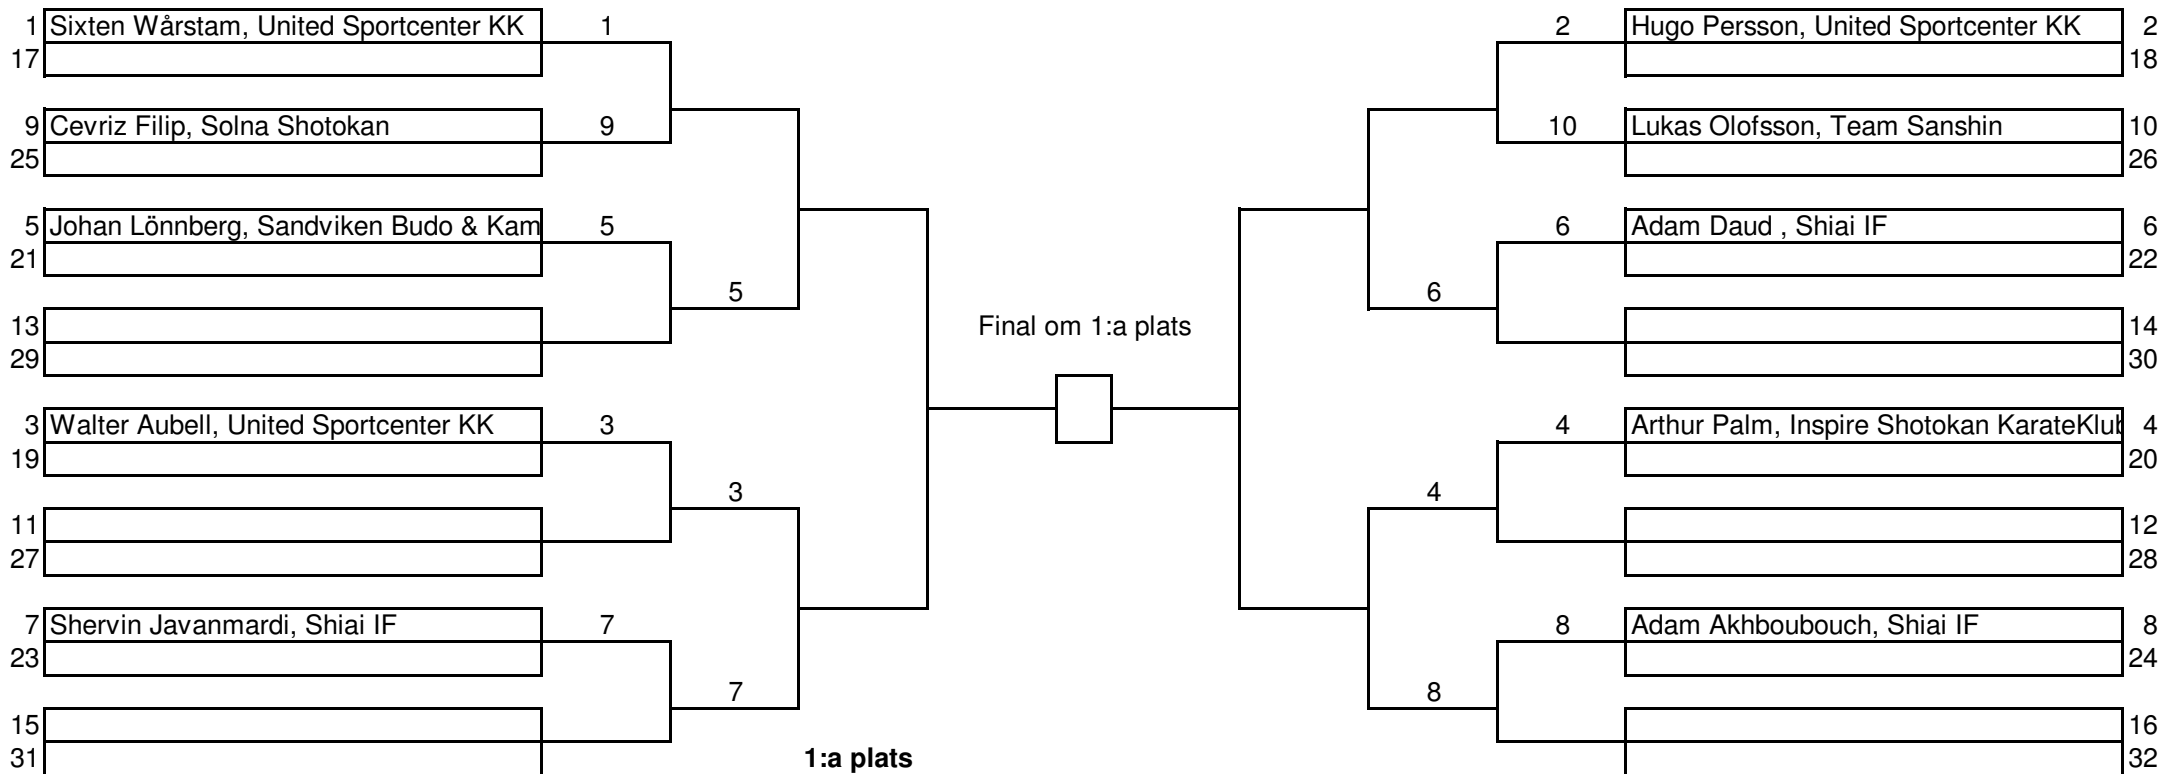 1 Sixten Wårstam, United Sportcenter KK 1 2 Hugo Persson, United Sportcenter KK 2
17 18
9 Cevriz Filip, Solna Shotokan 9 10 Lukas Olofsson, Team Sanshin 10
25 26
5 Johan Lönnberg, Sandviken Budo & Kam 5 6 Adam Daud , Shiai IF 6
21 22
5 6
13 Final om 1:a plats 14
29 30
3 Walter Aubell, United Sportcenter KK 3 4 Arthur Palm, Inspire Shotokan KarateKlub 4
19 20
3 4
11 12
27 28
7 Shervin Javanmardi, Shiai IF 7 8 Adam Akhboubouch, Shiai IF 8
23 24
7 8
15 16
31 1:a plats 32